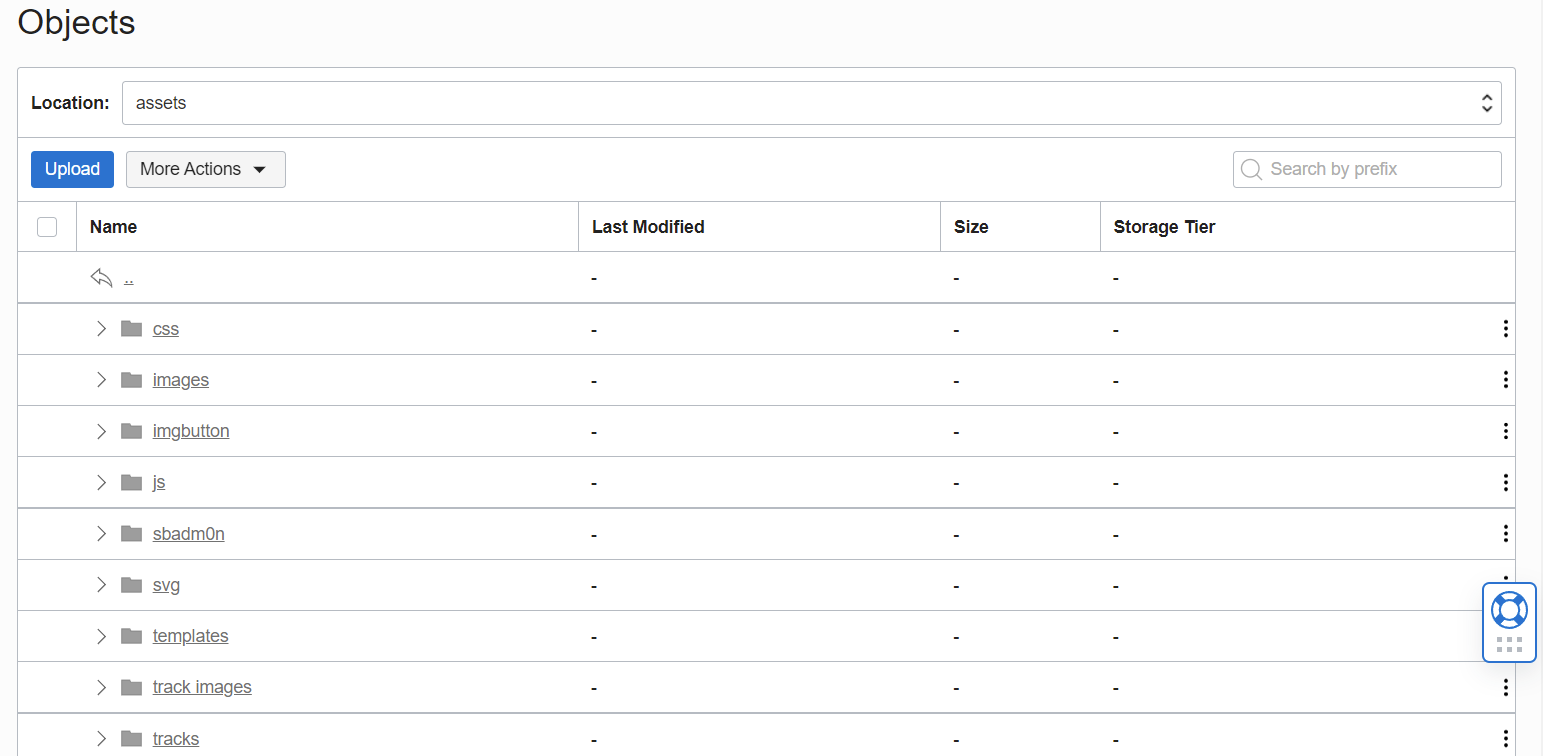 Objects
Location: assets
Upload More Actions Search by prefix
Name Last Modified Size Storage Tier
.. - - -
css - - -
images - - -
imgbutton - - -
js - - -
sbadm0n - - -
svg - - -
templates - - -
track images - - -
tracks - - -